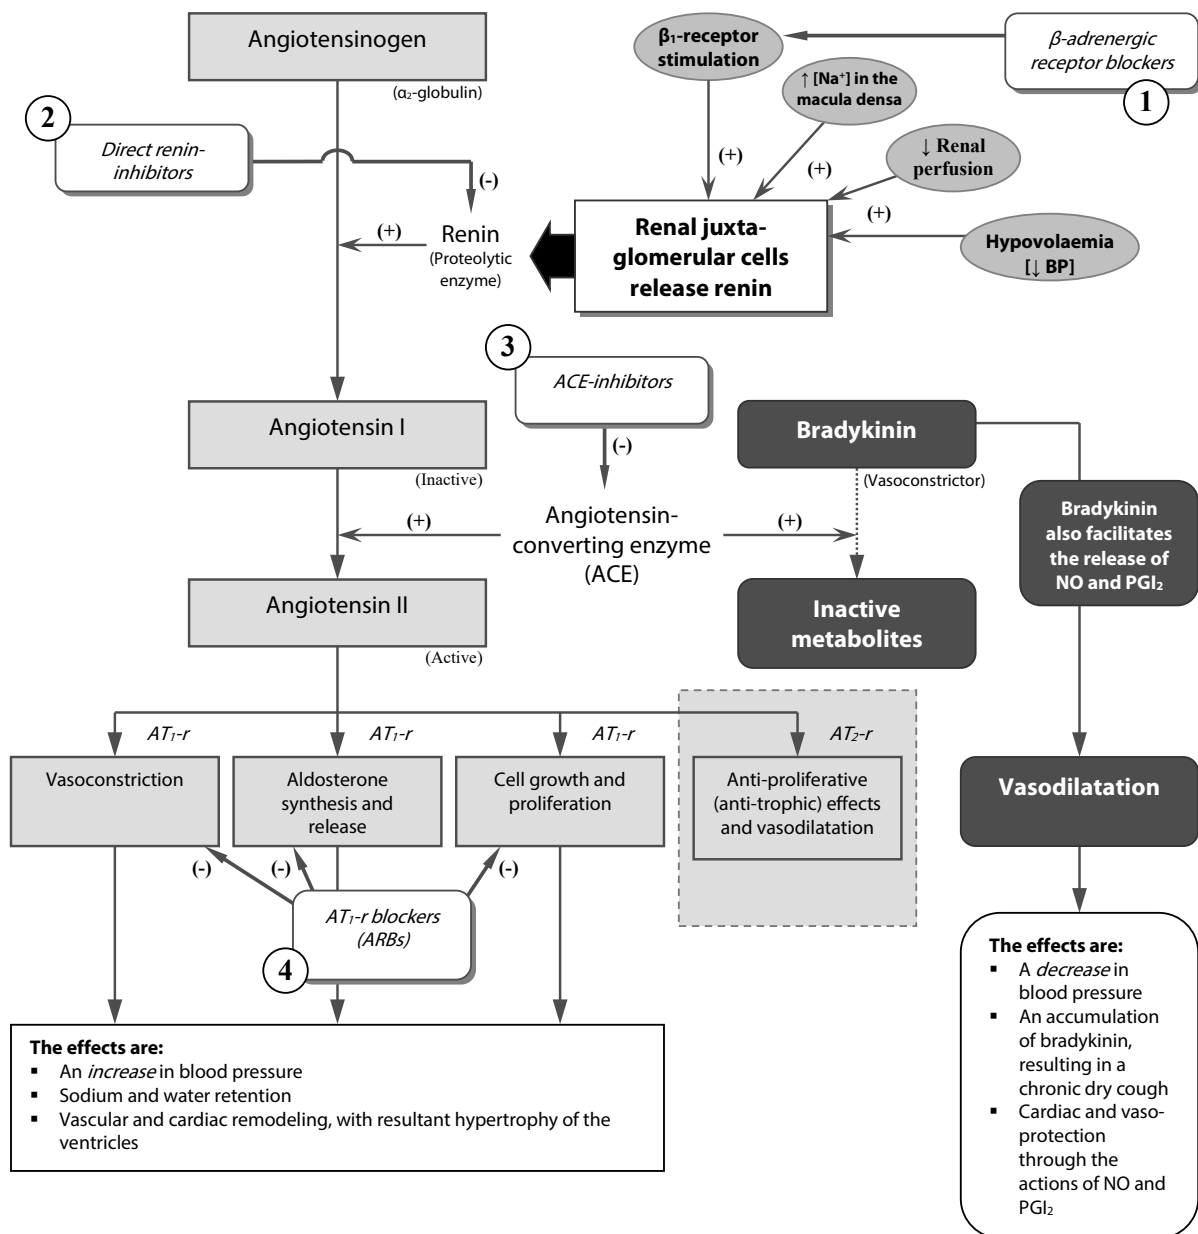 Angiotensinogen
(α₂-globulin)
β₁-receptor
stimulation
β-adrenergic
receptor blockers
1
↑ [Na⁺] in the
macula densa
2
Direct renin-
inhibitors
(-)
(+)
(+)
↓ Renal
perfusion
(+)
Hypovolaemia
[↓ BP]
(+)
Renin
(Proteolytic
enzyme)
Renal juxta-
glomerular cells
release renin
3
ACE-inhibitors
(-)
Angiotensin I
(Inactive)
Bradykinin
(Vasoconstrictor)
Bradykinin
also facilitates
the release of
NO and PGI₂
(+)
Angiotensin-
converting enzyme
(ACE)
(+)
Angiotensin II
(Active)
Inactive
metabolites
AT₁-r
AT₁-r
AT₁-r
AT₂-r
Vasoconstriction
Aldosterone
synthesis and
release
Cell growth and
proliferation
Anti-proliferative
(anti-trophic) effects
and vasodilatation
Vasodilatation
(-)
(-)
(-)
AT₁-r blockers
(ARBs)
4
The effects are:
▪ An increase in blood pressure
▪ Sodium and water retention
▪ Vascular and cardiac remodeling, with resultant hypertrophy of the
ventricles
The effects are:
▪ A decrease in
blood pressure
▪ An accumulation
of bradykinin,
resulting in a
chronic dry cough
▪ Cardiac and vaso-
protection
through the
actions of NO and
PGI₂